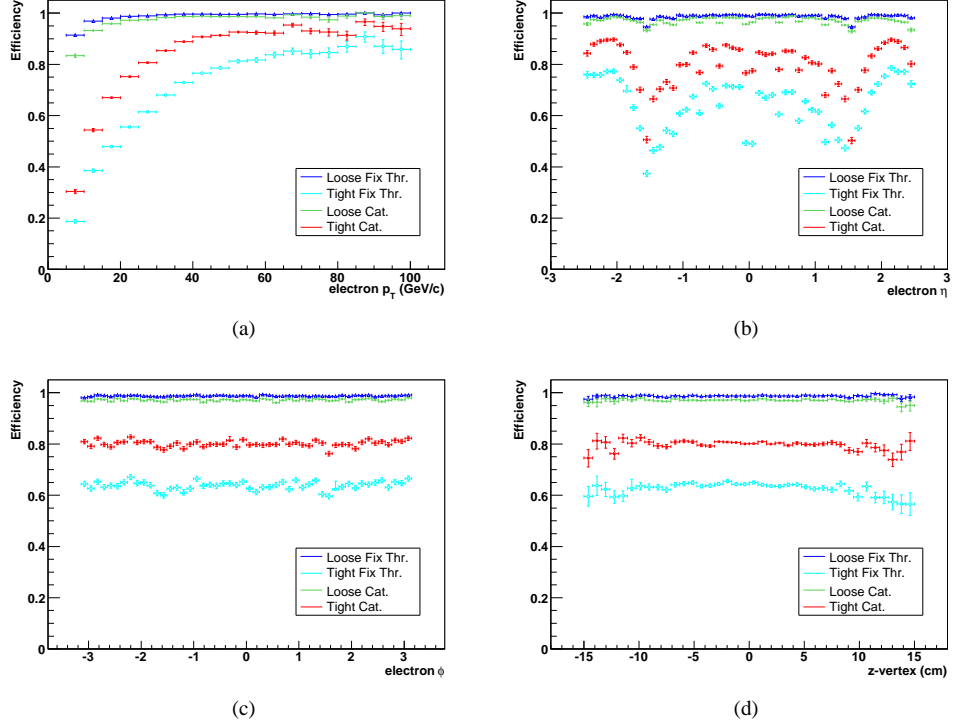 Efficiency
1
0.8
0.6
0.4
0.2
0
0 20 40 60 80 100
electron pT (GeV/c)
Loose Fix Thr.
Tight Fix Thr.
Loose Cat.
Tight Cat.
(a)
Efficiency
1
0.8
0.6
0.4
0.2
0
-3 -2 -1 0 1 2 3
electron η
Loose Fix Thr.
Tight Fix Thr.
Loose Cat.
Tight Cat.
(b)
Efficiency
1
0.8
0.6
0.4
0.2
0
-3 -2 -1 0 1 2 3
electron ϕ
Loose Fix Thr.
Tight Fix Thr.
Loose Cat.
Tight Cat.
(c)
Efficiency
1
0.8
0.6
0.4
0.2
0
-15 -10 -5 0 5 10 15
z-vertex (cm)
Loose Fix Thr.
Tight Fix Thr.
Loose Cat.
Tight Cat.
(d)